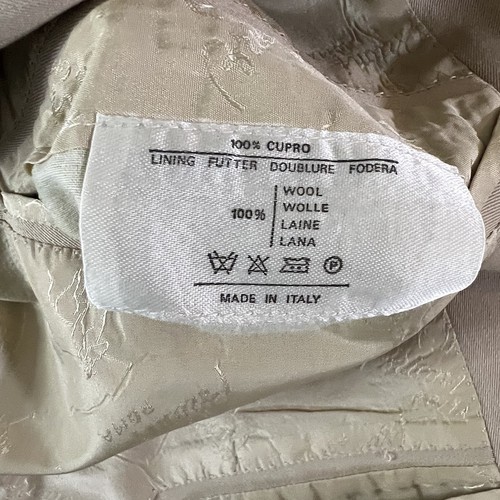 100% CUPRO
LINING FUTTER DOUBLURE FODERA
100%
WOOL
WOLLE
LAINE
LANA
P
MADE IN ITALY